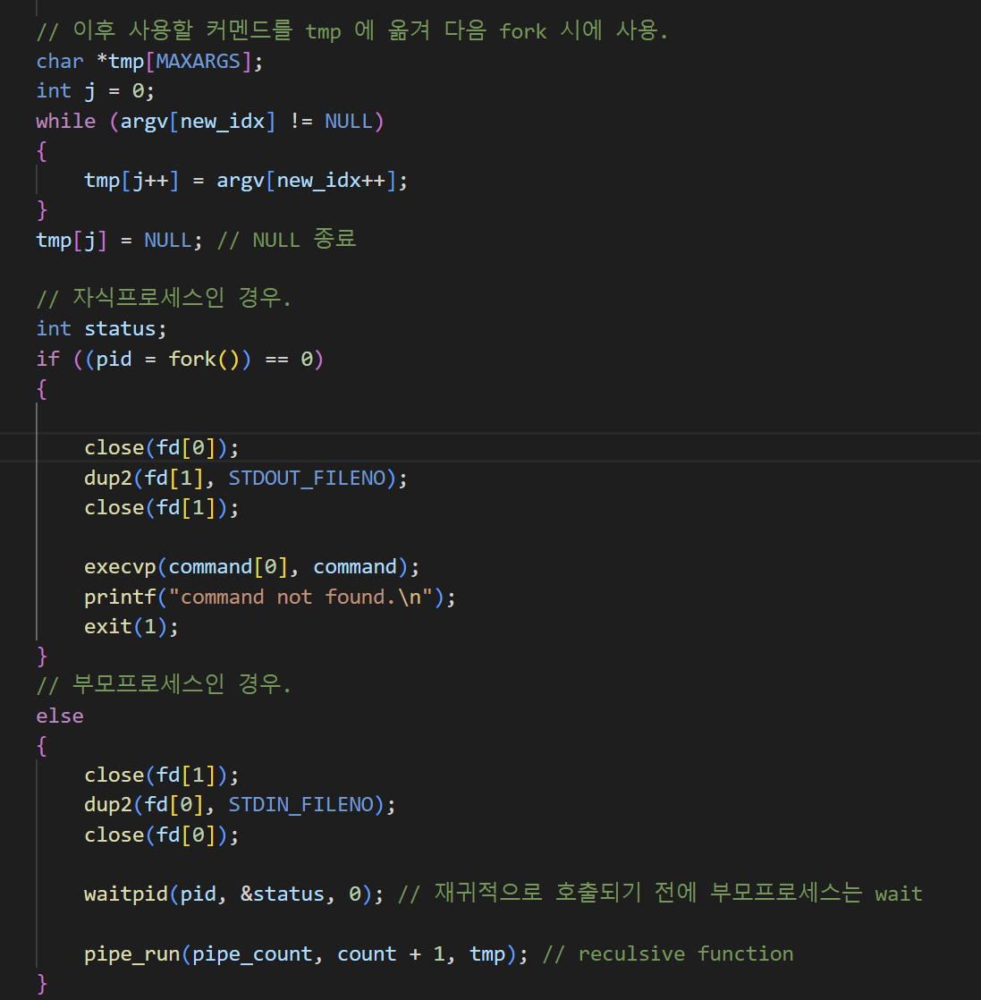 // 이후 사용할 커멘드를 tmp 에 옮겨 다음 fork 시에 사용.
char *tmp[MAXARGS];
int j = 0;
while (argv[new_idx] != NULL)
{
tmp[j++] = argv[new_idx++];
}
tmp[j] = NULL; // NULL 종료
// 자식프로세스인 경우.
int status;
if ((pid = fork()) == 0)
{
close(fd[0]);
dup2(fd[1], STDOUT_FILENO);
close(fd[1]);
execvp(command[0], command);
printf("command not found.\n");
exit(1);
}
// 부모프로세스인 경우.
else
{
close(fd[1]);
dup2(fd[0], STDIN_FILENO);
close(fd[0]);
waitpid(pid, &status, 0); // 재귀적으로 호출되기 전에 부모프로세스는 wait
pipe_run(pipe_count, count + 1, tmp); // reculsive function
}